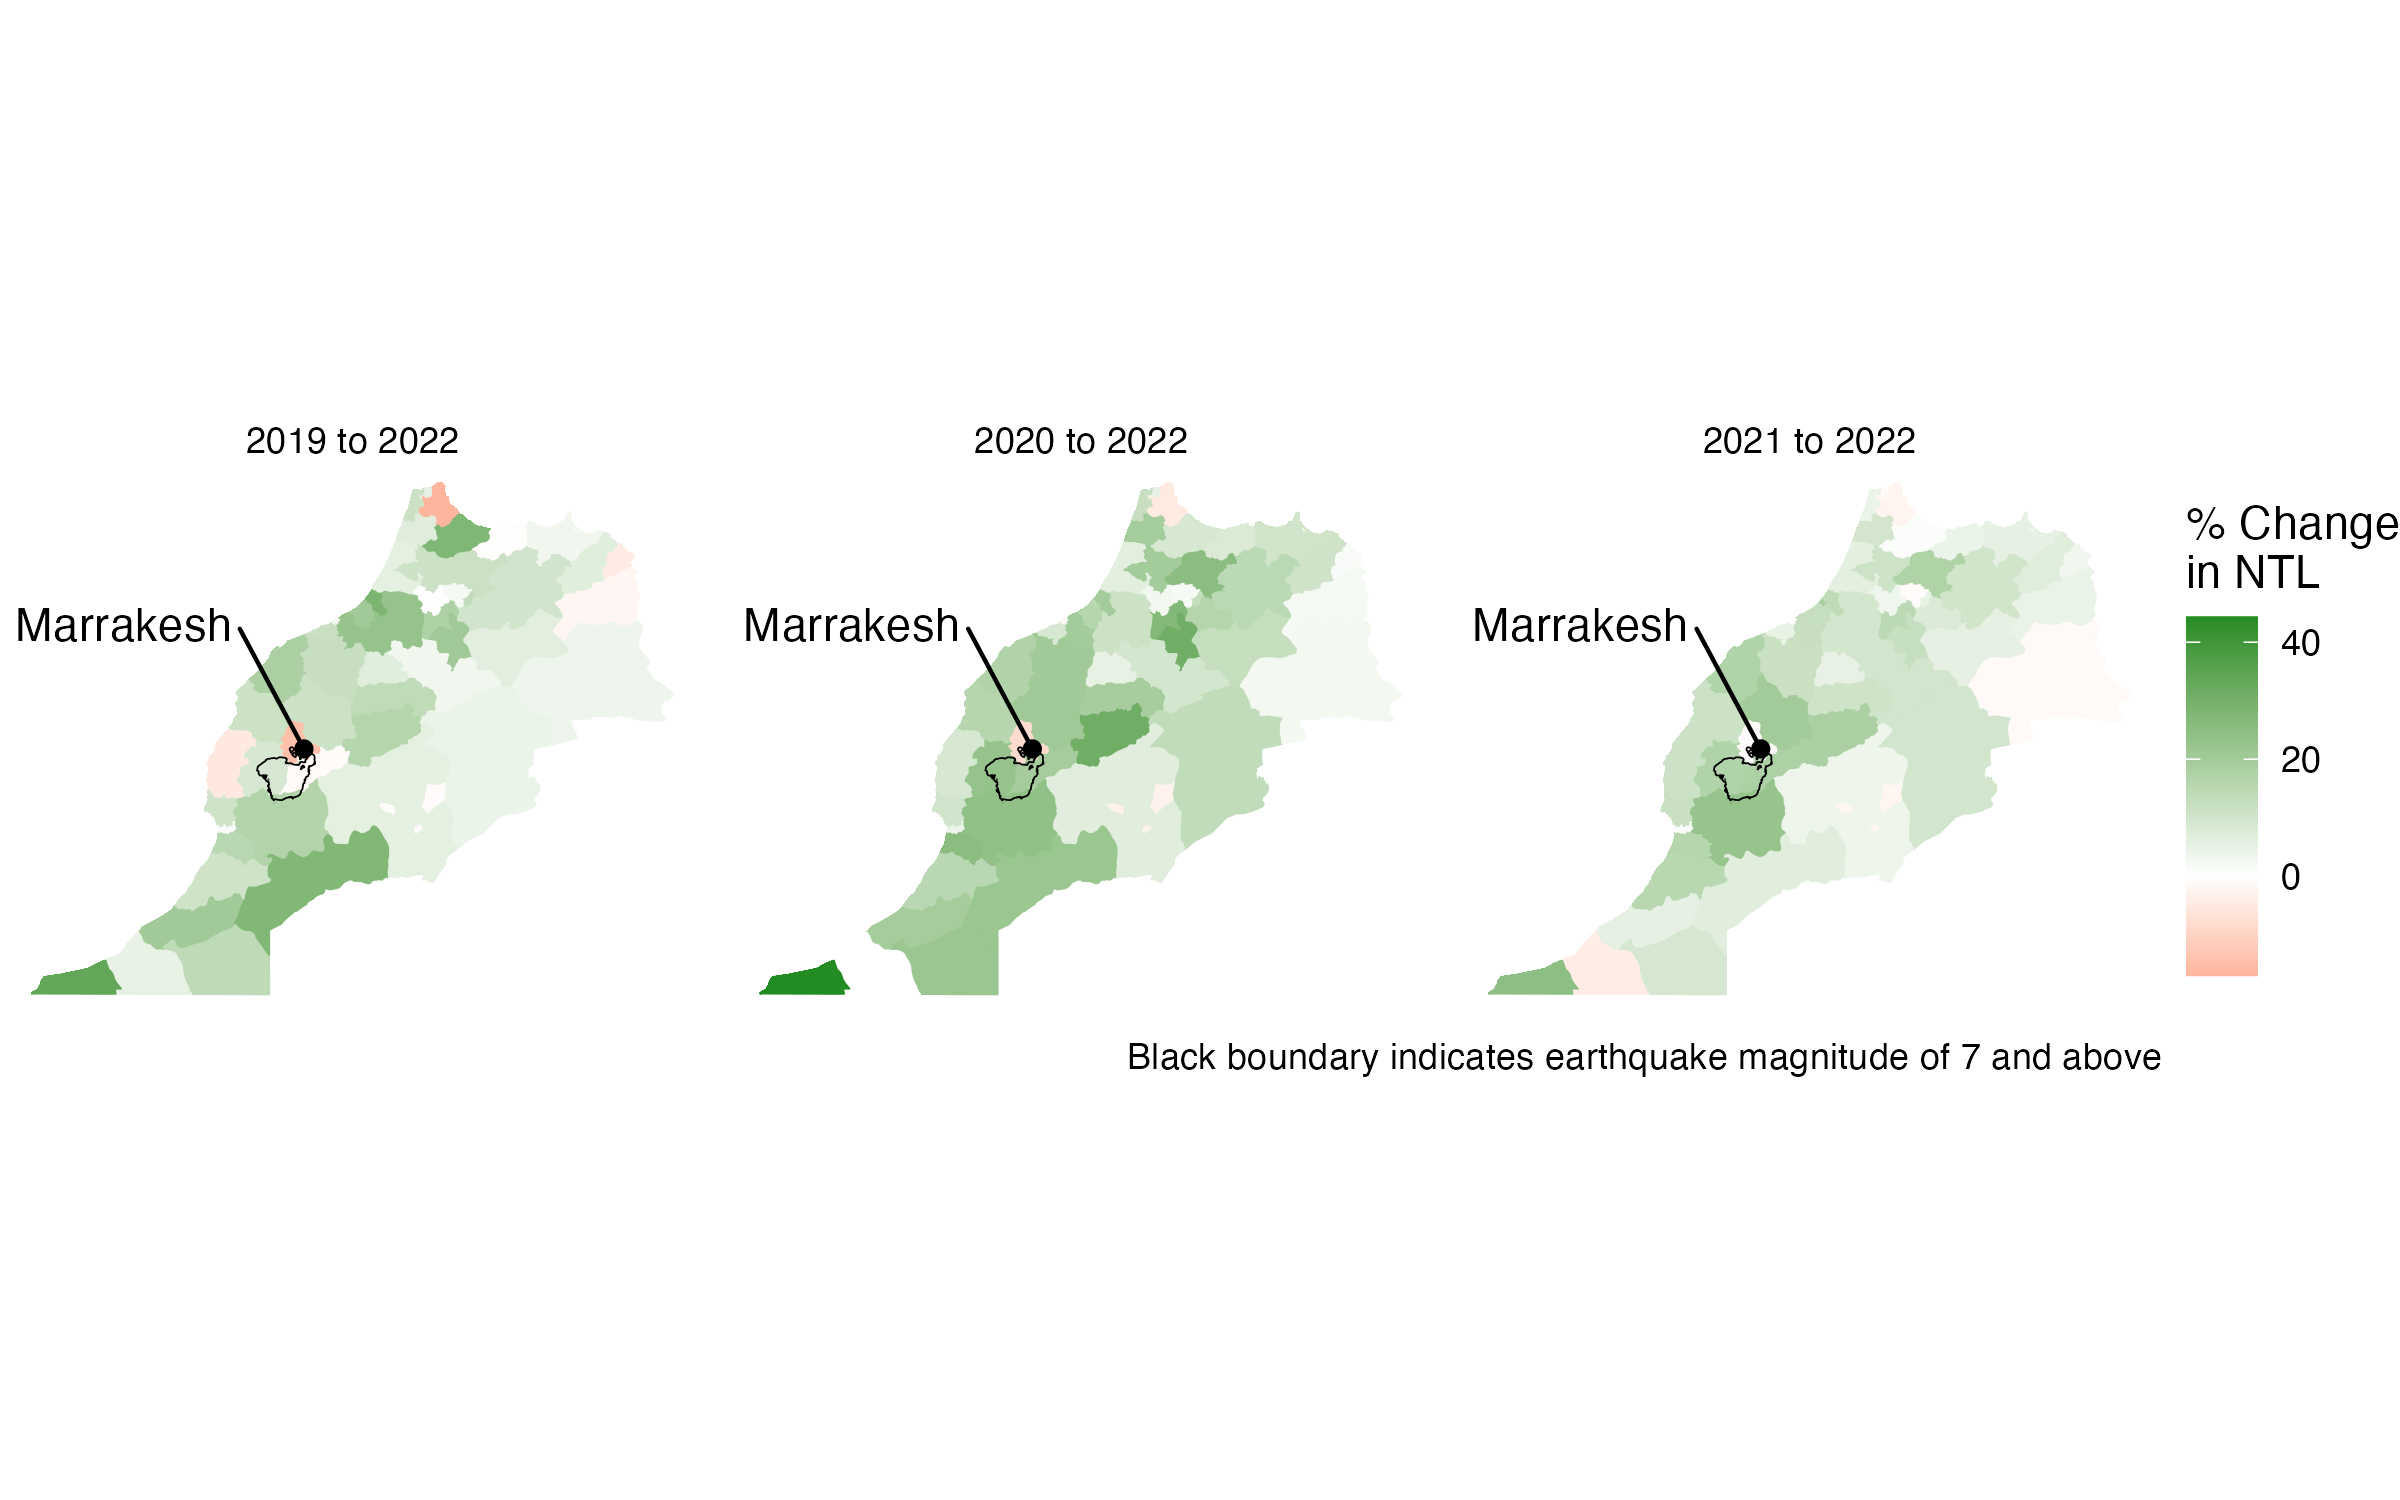 2019 to 2022
2020 to 2022
2021 to 2022
Marrakesh
Marrakesh
Marrakesh
% Change
in NTL
40
20
0
Black boundary indicates earthquake magnitude of 7 and above